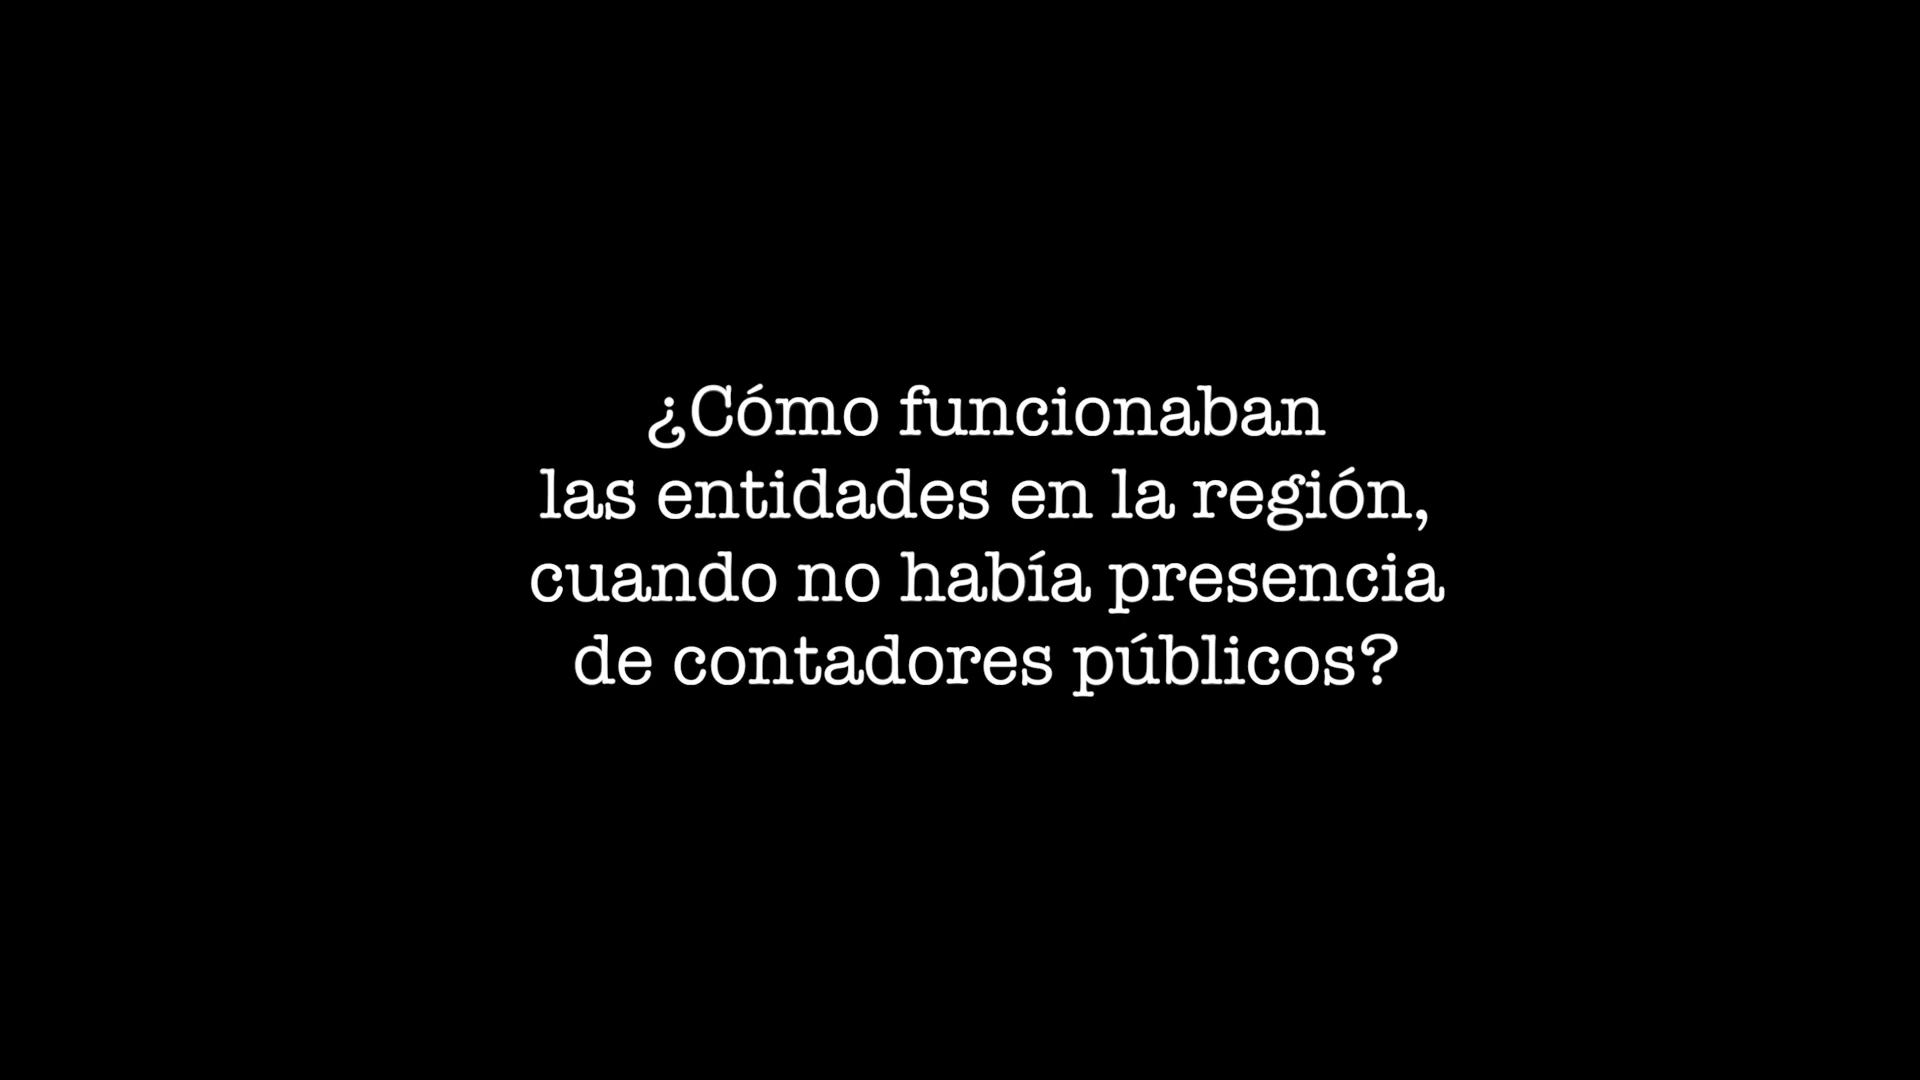 ¿Cómo funcionaban
las entidades en la región,
cuando no había presencia
de contadores públicos?